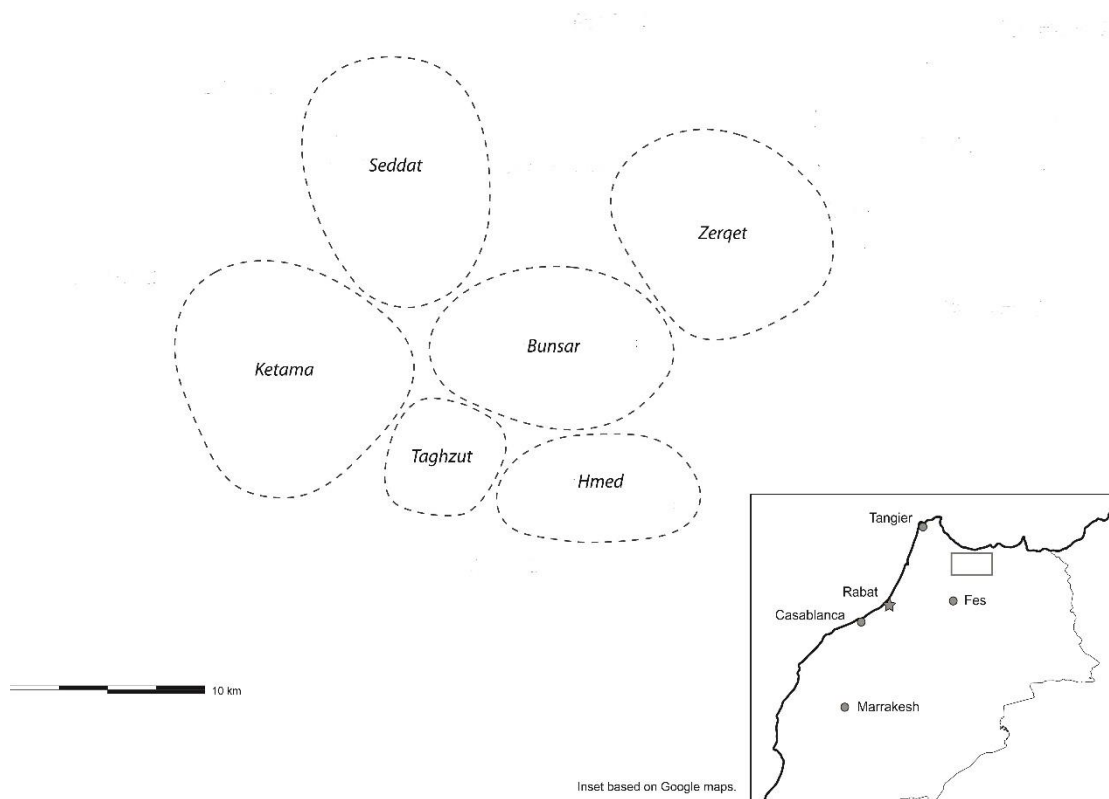 Seddat
Zerqet
Bunsar
Ketama
Taghzut
Hmed
10 km
Tangier
Rabat
Fes
Casablanca
Marrakesh
Inset based on Google maps.